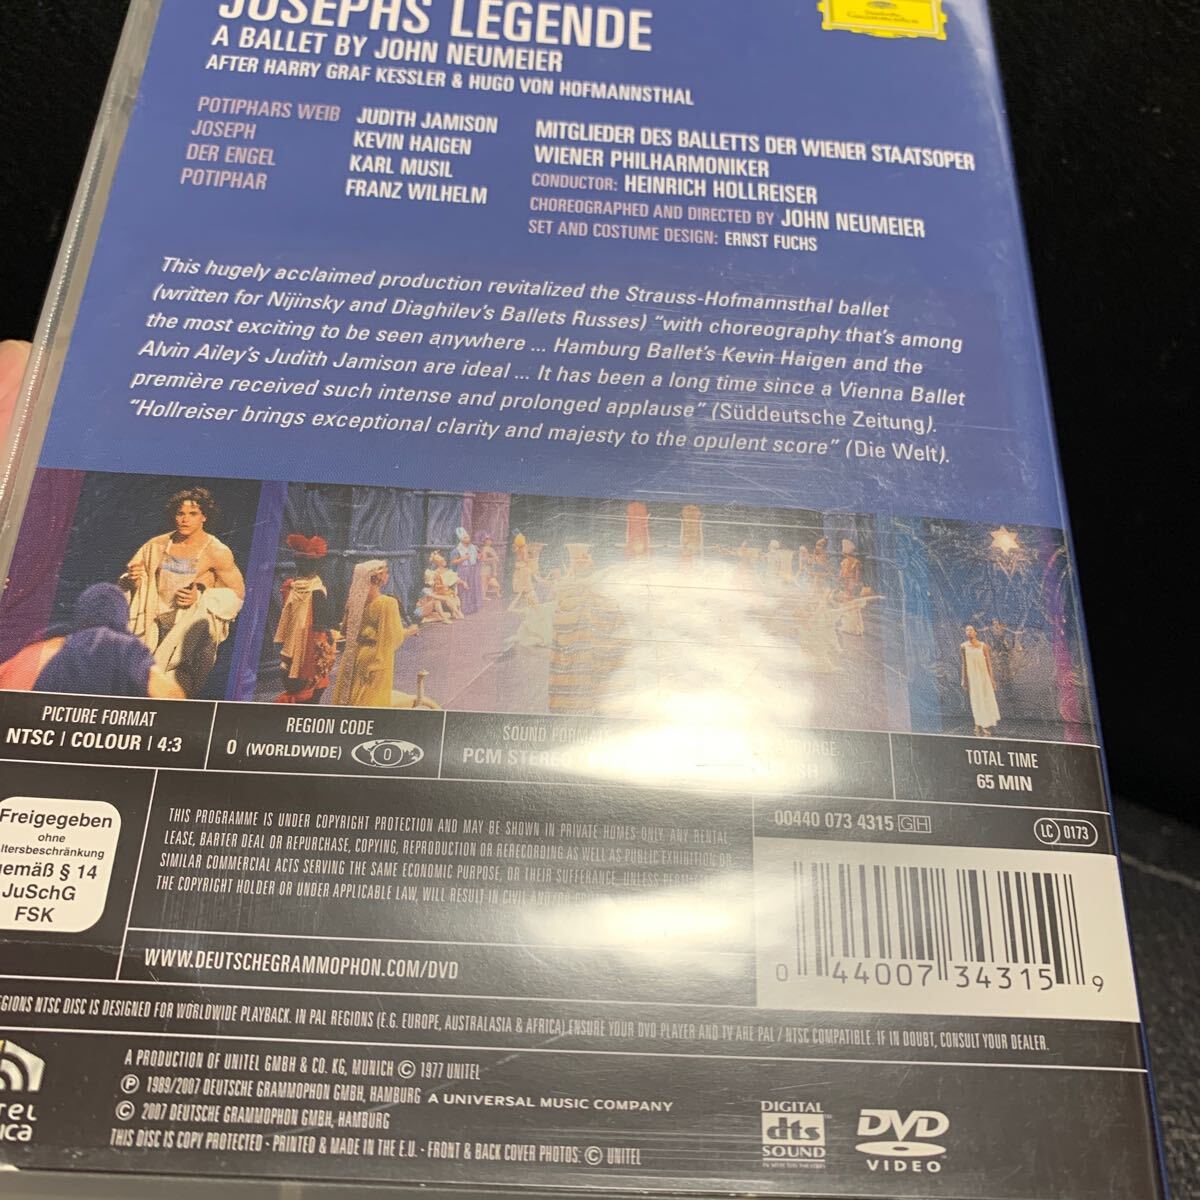 JOSEPHS LEGENDE
A BALLET BY JOHN NEUMEIER
AFTER HARRY GRAF KESSLER & HUGO VON HOFMANNSTHAL
Deutsche
Grammophon
POTIPHARS WEIB JUDITH JAMISON
JOSEPH KEVIN HAIGEN
DER ENGEL KARL MUSIL
POTIPHAR FRANZ WILHELM
MITGLIEDER DES BALLETTS DER WIENER STAATSOPER
WIENER PHILHARMONIKER
CONDUCTOR: HEINRICH HOLLREISER
CHOREOGRAPHED AND DIRECTED BY JOHN NEUMEIER
SET AND COSTUME DESIGN: ERNST FUCHS
This hugely acclaimed production revitalized the Strauss-Hofmannsthal ballet
(written for Nijinsky and Diaghilev's Ballets Russes) "with choreography that's among
the most exciting to be seen anywhere ... Hamburg Ballet's Kevin Haigen and the
Alvin Ailey's Judith Jamison are ideal ... It has been a long time since a Vienna Ballet
première received such intense and prolonged applause" (Süddeutsche Zeitung).
"Hollreiser brings exceptional clarity and majesty to the opulent score" (Die Welt).
PICTURE FORMAT
NTSC | COLOUR | 4:3
REGION CODE
0 (WORLDWIDE) 0
SOUND FORMATS
PCM STEREO
TOTAL TIME
65 MIN
Freigegeben
ohne
ltersbeschränkung
gemäß § 14
JuSchG
FSK
THIS PROGRAMME IS UNDER COPYRIGHT PROTECTION AND MAY BE SHOWN IN PRIVATE HOMES ONLY. ANY RENTAL
LEASE, BARTER DEAL OR REPURCHASE, COPYING, REPRODUCTION OR RERECORDING AS WELL AS PUBLIC EXHIBITION OR
SIMILAR COMMERCIAL ACTS SERVING THE SAME ECONOMIC PURPOSE, OR THEIR SUFFERANCE, UNLESS
THE COPYRIGHT HOLDER OR UNDER APPLICABLE LAW, WILL RESULT IN CIVIL AND/OR
WWW.DEUTSCHEGRAMMOPHON.COM/DVD
00440 073 4315 GH
LC 0173
0 44007 34315 9
EGIONS NTSC DISC IS DESIGNED FOR WORLDWIDE PLAYBACK. IN PAL REGIONS (E.G. EUROPE, AUSTRALASIA & AFRICA) ENSURE YOUR DVD PLAYER AND TV ARE PAL / NTSC COMPATIBLE. IF IN DOUBT, CONSULT YOUR DEALER.
A PRODUCTION OF UNITEL GMBH & CO. KG, MUNICH © 1977 UNITEL
℗ 1989/2007 DEUTSCHE GRAMMOPHON GMBH, HAMBURG A UNIVERSAL MUSIC COMPANY
© 2007 DEUTSCHE GRAMMOPHON GMBH, HAMBURG
THIS DISC IS COPY PROTECTED - PRINTED & MADE IN THE E.U. - FRONT & BACK COVER PHOTOS: © UNITEL
DIGITAL
dts
SOUND
DVD
VIDEO